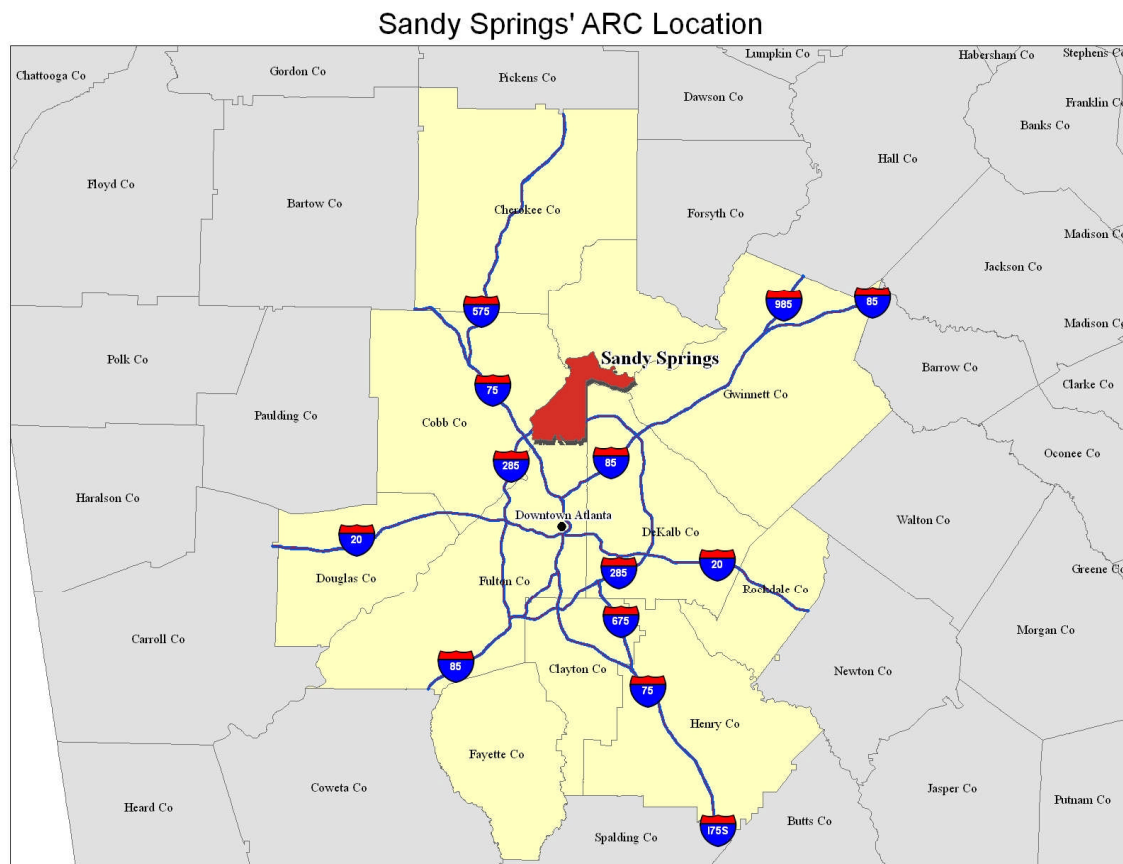 Sandy Springs' ARC Location
Chattooga Co
Gordon Co
Pickens Co
Lumpkin Co
Habersham Co
Stephens Co
Dawson Co
Franklin Co
Banks Co
Hall Co
Floyd Co
Bartow Co
Cherokee Co
Forsyth Co
Madison Co
Jackson Co
575
985
85
Madison Co
Polk Co
Sandy Springs
Barrow Co
Clarke Co
75
Gwinnett Co
Paulding Co
Cobb Co
Oconee Co
285
85
Haralson Co
Downtown Atlanta
Walton Co
20
DeKalb Co
Douglas Co
Fulton Co
285
20
Greene Co
Rockdale Co
675
Morgan Co
Carroll Co
85
Clayton Co
Newton Co
75
Henry Co
Fayette Co
Coweta Co
Jasper Co
Putnam Co
Heard Co
Spalding Co
I75S
Butts Co